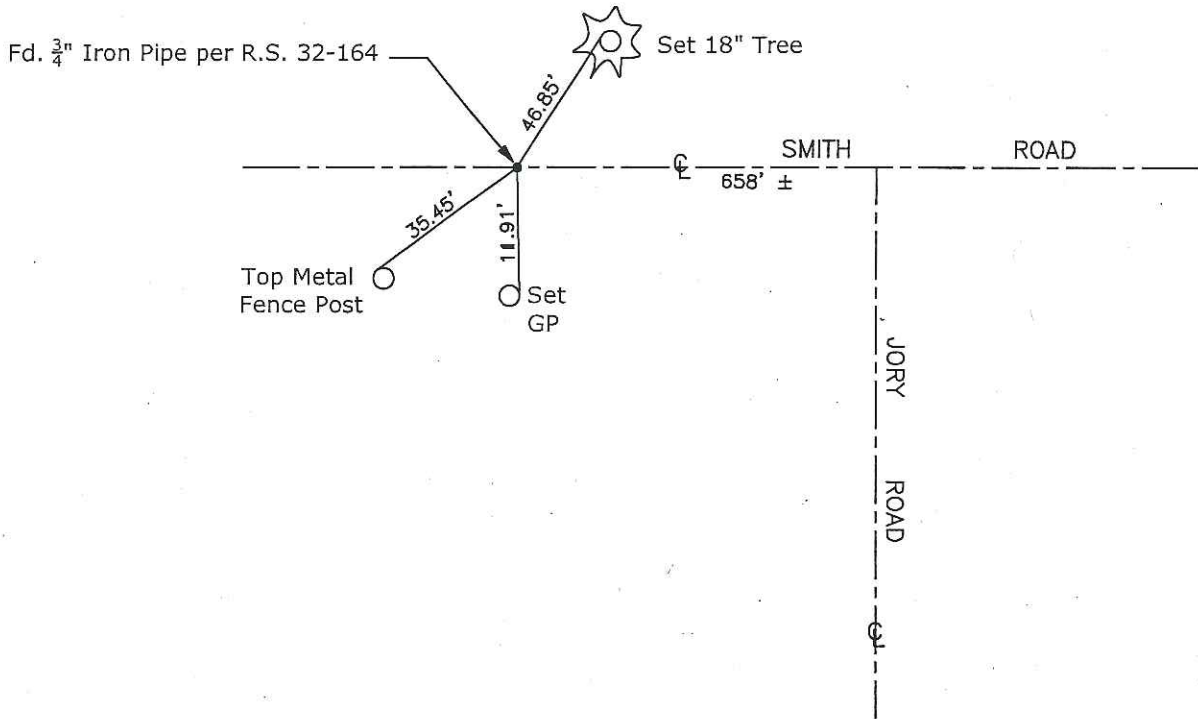 Fd. ¾" Iron Pipe per R.S. 32-164
Set 18" Tree
46.85'
℄ SMITH ROAD
658' ±
35.45'
11.91'
Top Metal
Fence Post
Set
GP
JORY ROAD
℄